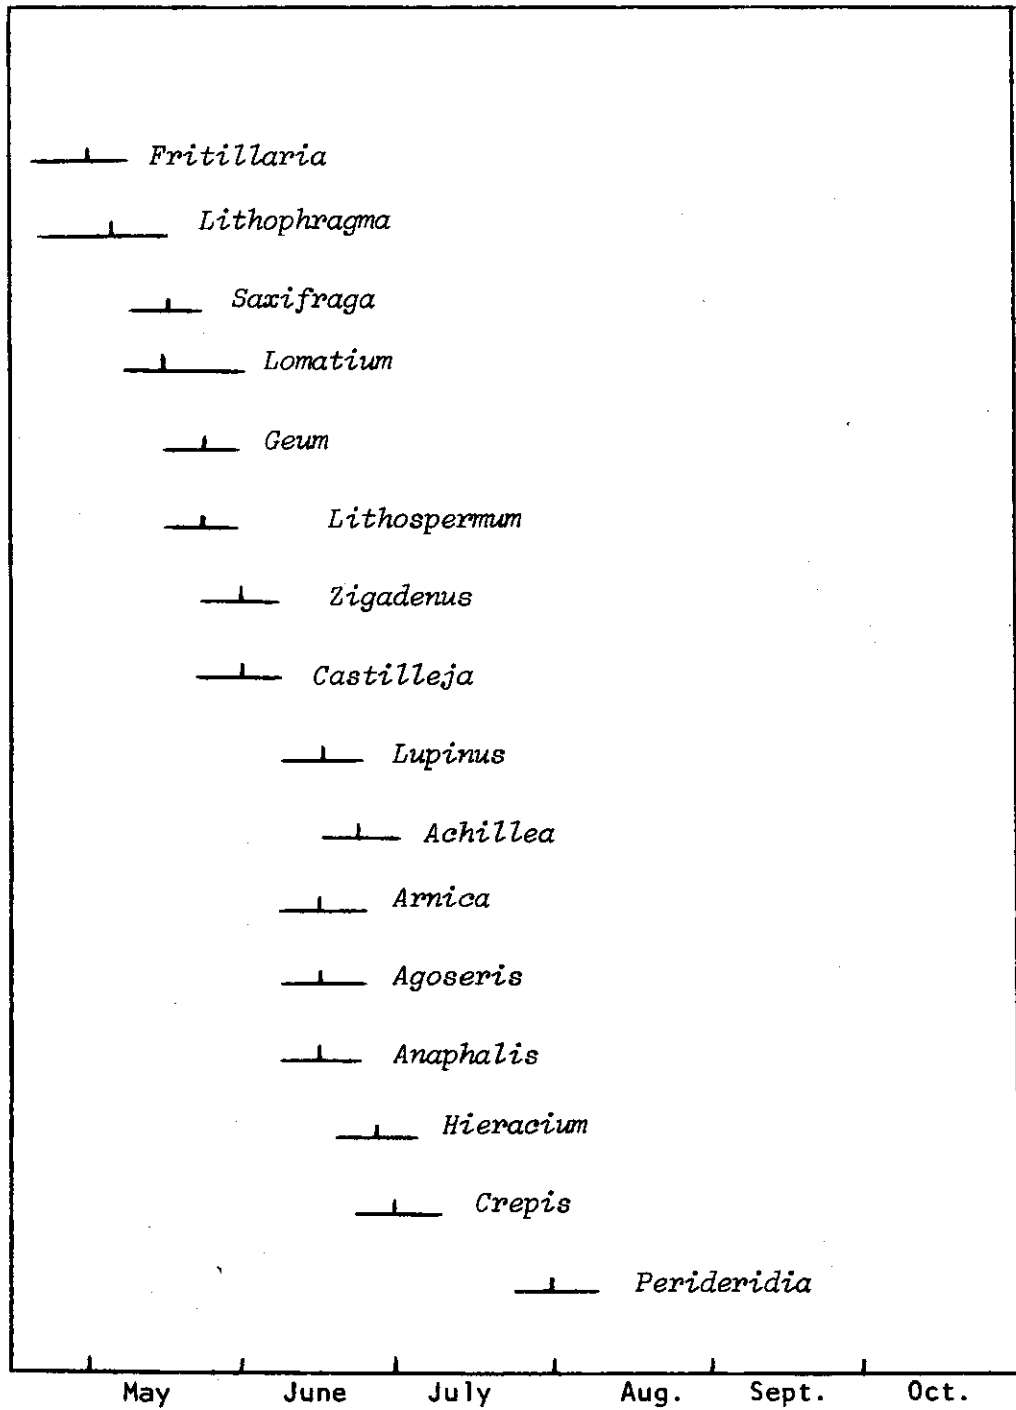 Fritillaria
Lithophragma
Saxifraga
Lomatium
Geum
Lithospermum
Zigadenus
Castilleja
Lupinus
Achillea
Arnica
Agoseris
Anaphalis
Hieracium
Crepis
Perideridia
May June July Aug. Sept. Oct.